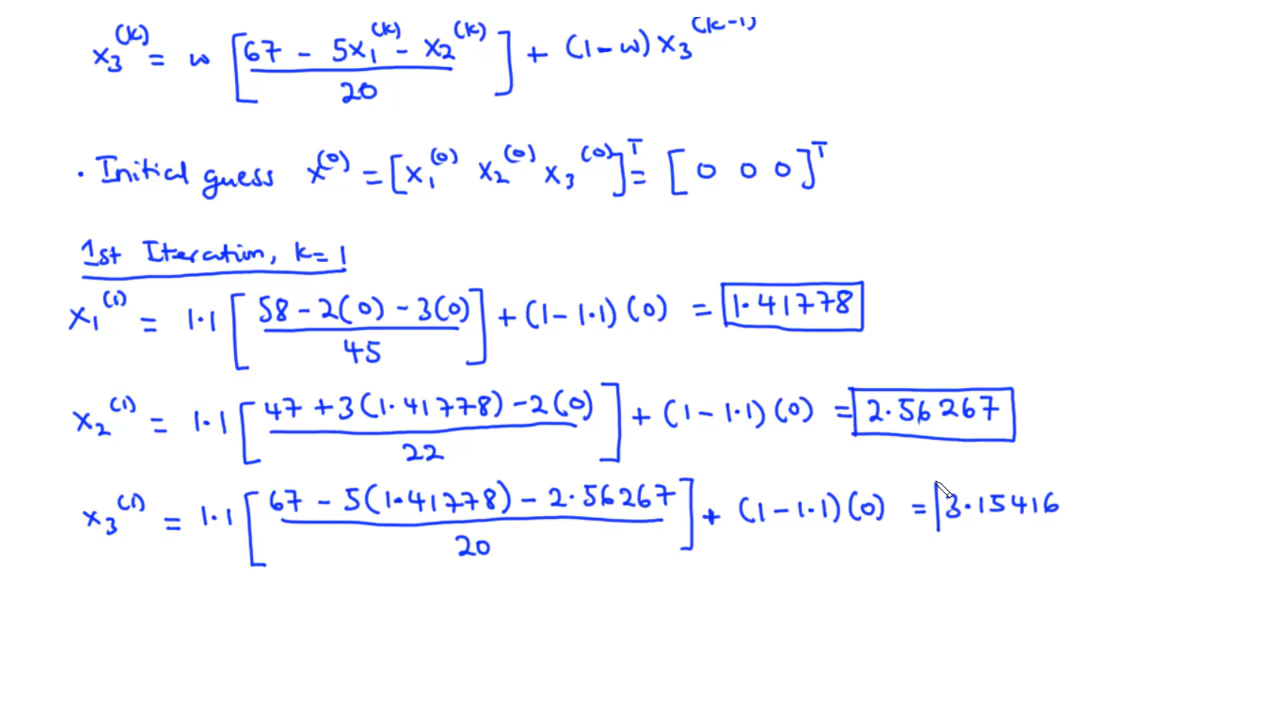 x₃⁽ᵏ⁾ = w [ (67 - 5x₁⁽ᵏ⁾ - x₂⁽ᵏ⁾) / 20 ] + (1-w) x₃⁽ᵏ⁻¹⁾
· Initial guess x⁽⁰⁾ = [x₁⁽⁰⁾ x₂⁽⁰⁾ x₃⁽⁰⁾]ᵀ = [0 0 0]ᵀ
1st Iteration, k=1
x₁⁽¹⁾ = 1.1 [ (58 - 2(0) - 3(0)) / 45 ] + (1 - 1.1)(0) = 1.41778
x₂⁽¹⁾ = 1.1 [ (47 + 3(1.41778) - 2(0)) / 22 ] + (1 - 1.1)(0) = 2.56267
x₃⁽¹⁾ = 1.1 [ (67 - 5(1.41778) - 2.56267) / 20 ] + (1 - 1.1)(0) = 3.15416